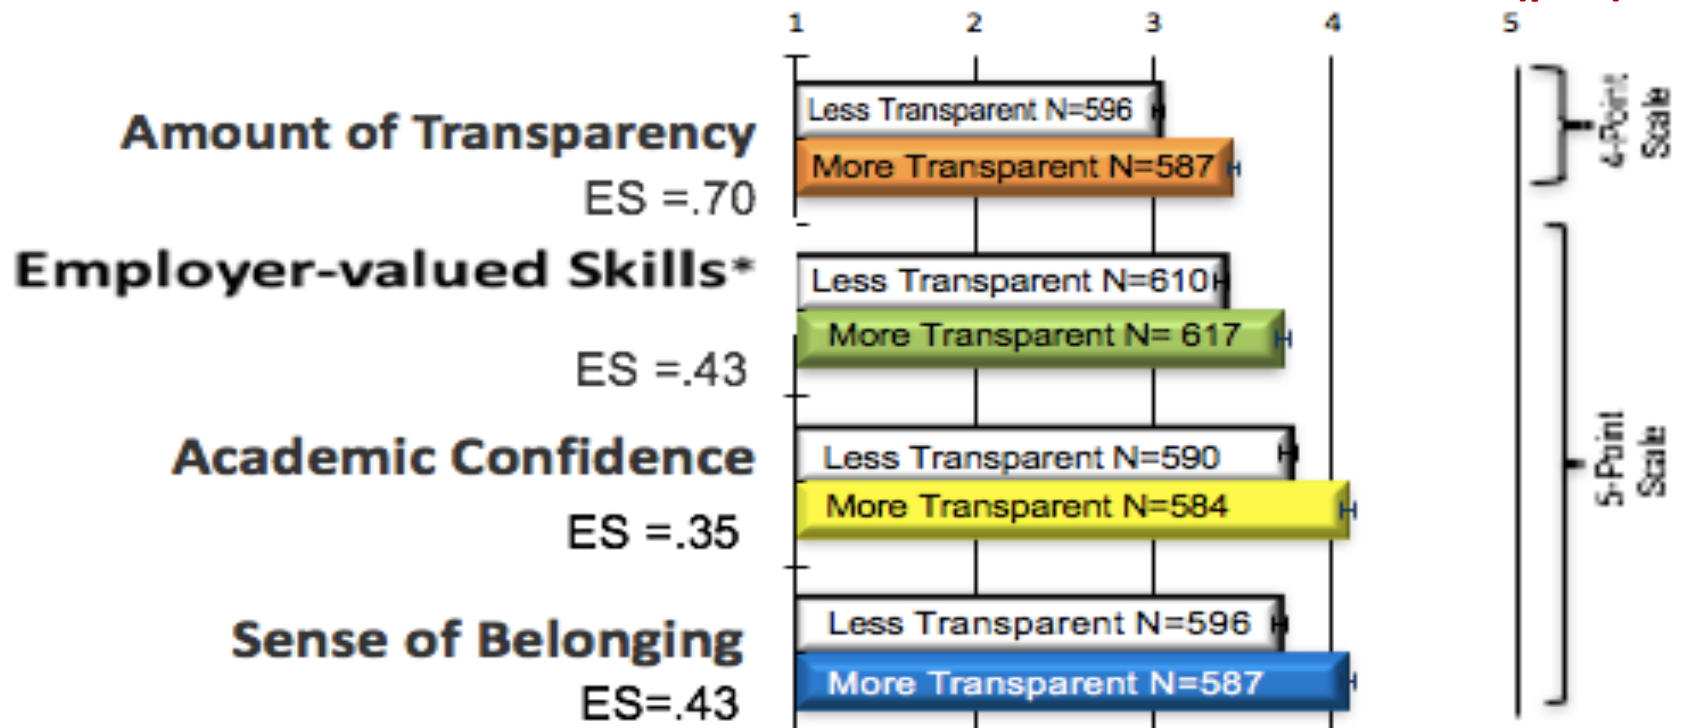 1 2 3 4 5
Amount of Transparency
ES =.70
Less Transparent N=596
More Transparent N=587
4-Point
Scale
Employer-valued Skills*
ES =.43
Less Transparent N=610
More Transparent N= 617
Academic Confidence
ES =.35
Less Transparent N=590
More Transparent N=584
5-Point
Scale
Sense of Belonging
ES=.43
Less Transparent N=596
More Transparent N=587